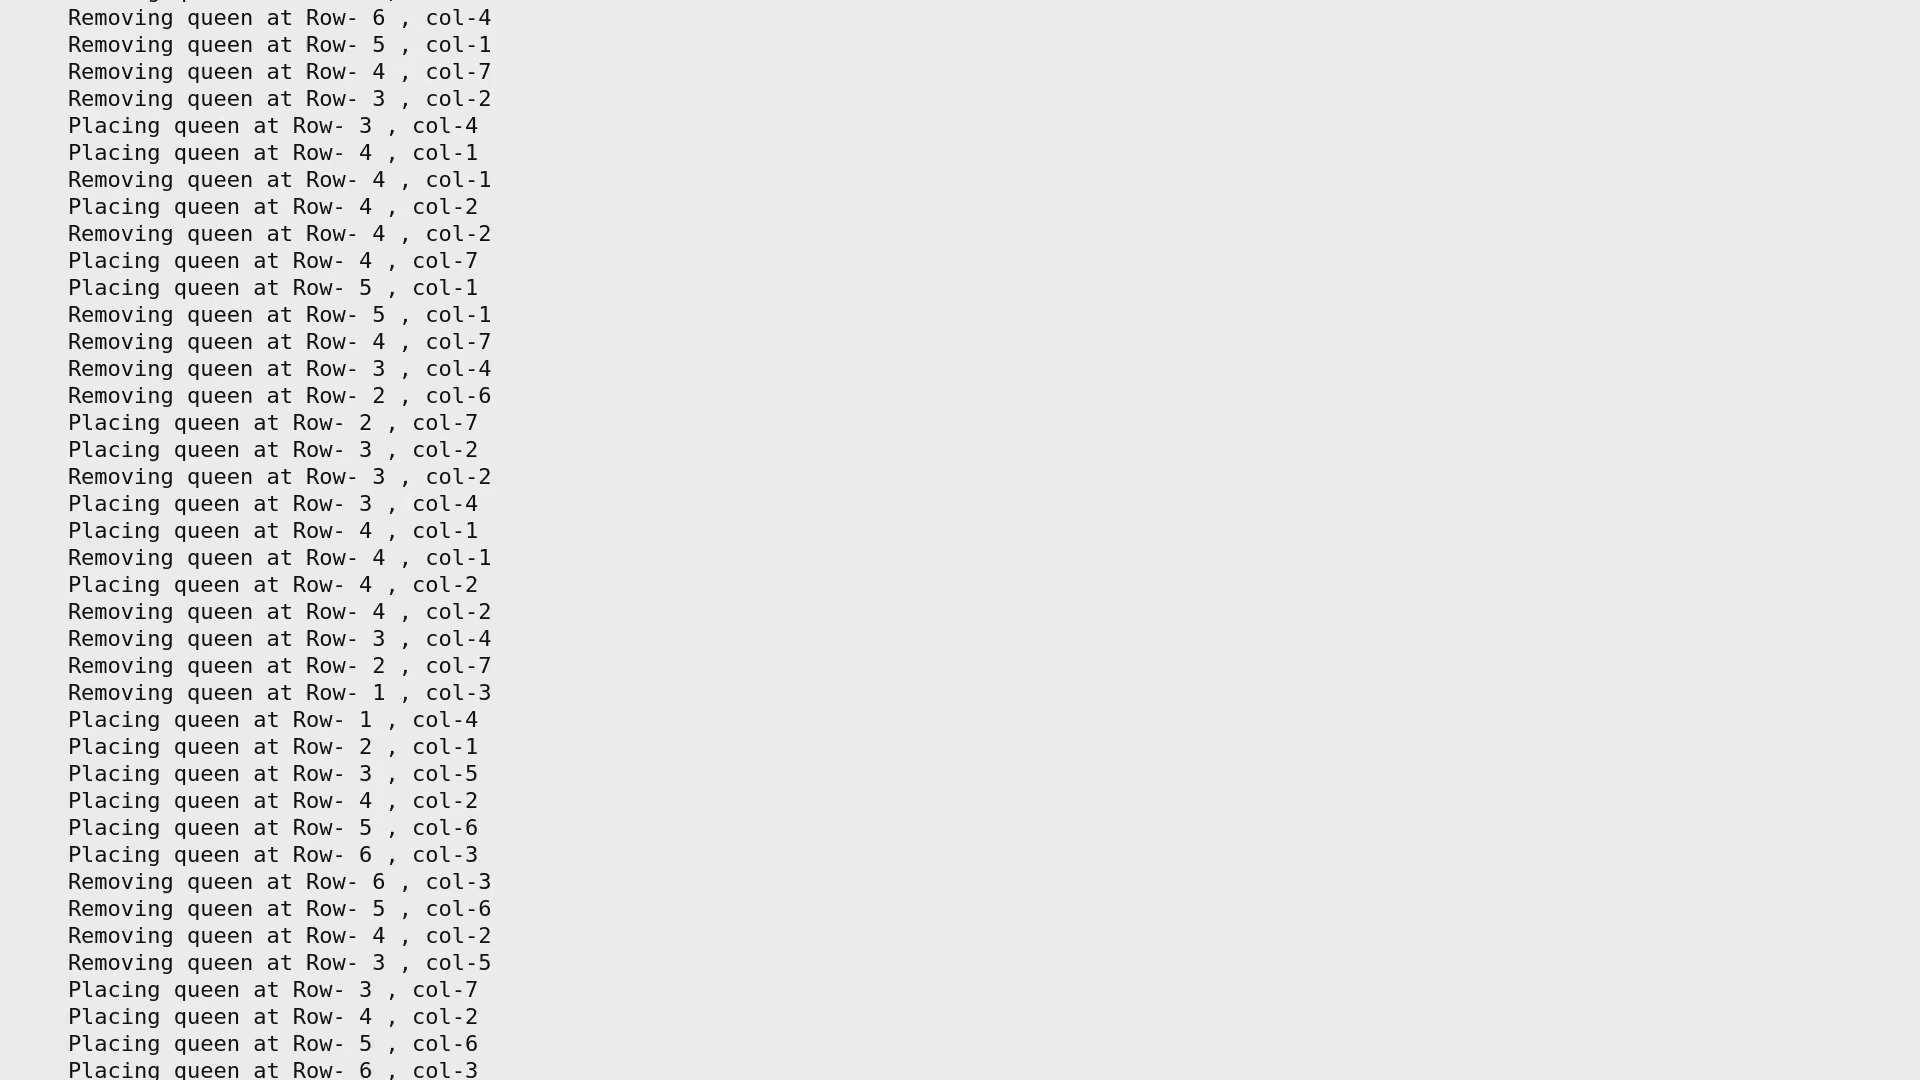 Removing queen at Row- 6 , col-4
Removing queen at Row- 5 , col-1
Removing queen at Row- 4 , col-7
Removing queen at Row- 3 , col-2
Placing queen at Row- 3 , col-4
Placing queen at Row- 4 , col-1
Removing queen at Row- 4 , col-1
Placing queen at Row- 4 , col-2
Removing queen at Row- 4 , col-2
Placing queen at Row- 4 , col-7
Placing queen at Row- 5 , col-1
Removing queen at Row- 5 , col-1
Removing queen at Row- 4 , col-7
Removing queen at Row- 3 , col-4
Removing queen at Row- 2 , col-6
Placing queen at Row- 2 , col-7
Placing queen at Row- 3 , col-2
Removing queen at Row- 3 , col-2
Placing queen at Row- 3 , col-4
Placing queen at Row- 4 , col-1
Removing queen at Row- 4 , col-1
Placing queen at Row- 4 , col-2
Removing queen at Row- 4 , col-2
Removing queen at Row- 3 , col-4
Removing queen at Row- 2 , col-7
Removing queen at Row- 1 , col-3
Placing queen at Row- 1 , col-4
Placing queen at Row- 2 , col-1
Placing queen at Row- 3 , col-5
Placing queen at Row- 4 , col-2
Placing queen at Row- 5 , col-6
Placing queen at Row- 6 , col-3
Removing queen at Row- 6 , col-3
Removing queen at Row- 5 , col-6
Removing queen at Row- 4 , col-2
Removing queen at Row- 3 , col-5
Placing queen at Row- 3 , col-7
Placing queen at Row- 4 , col-2
Placing queen at Row- 5 , col-6
Placing queen at Row- 6 , col-3